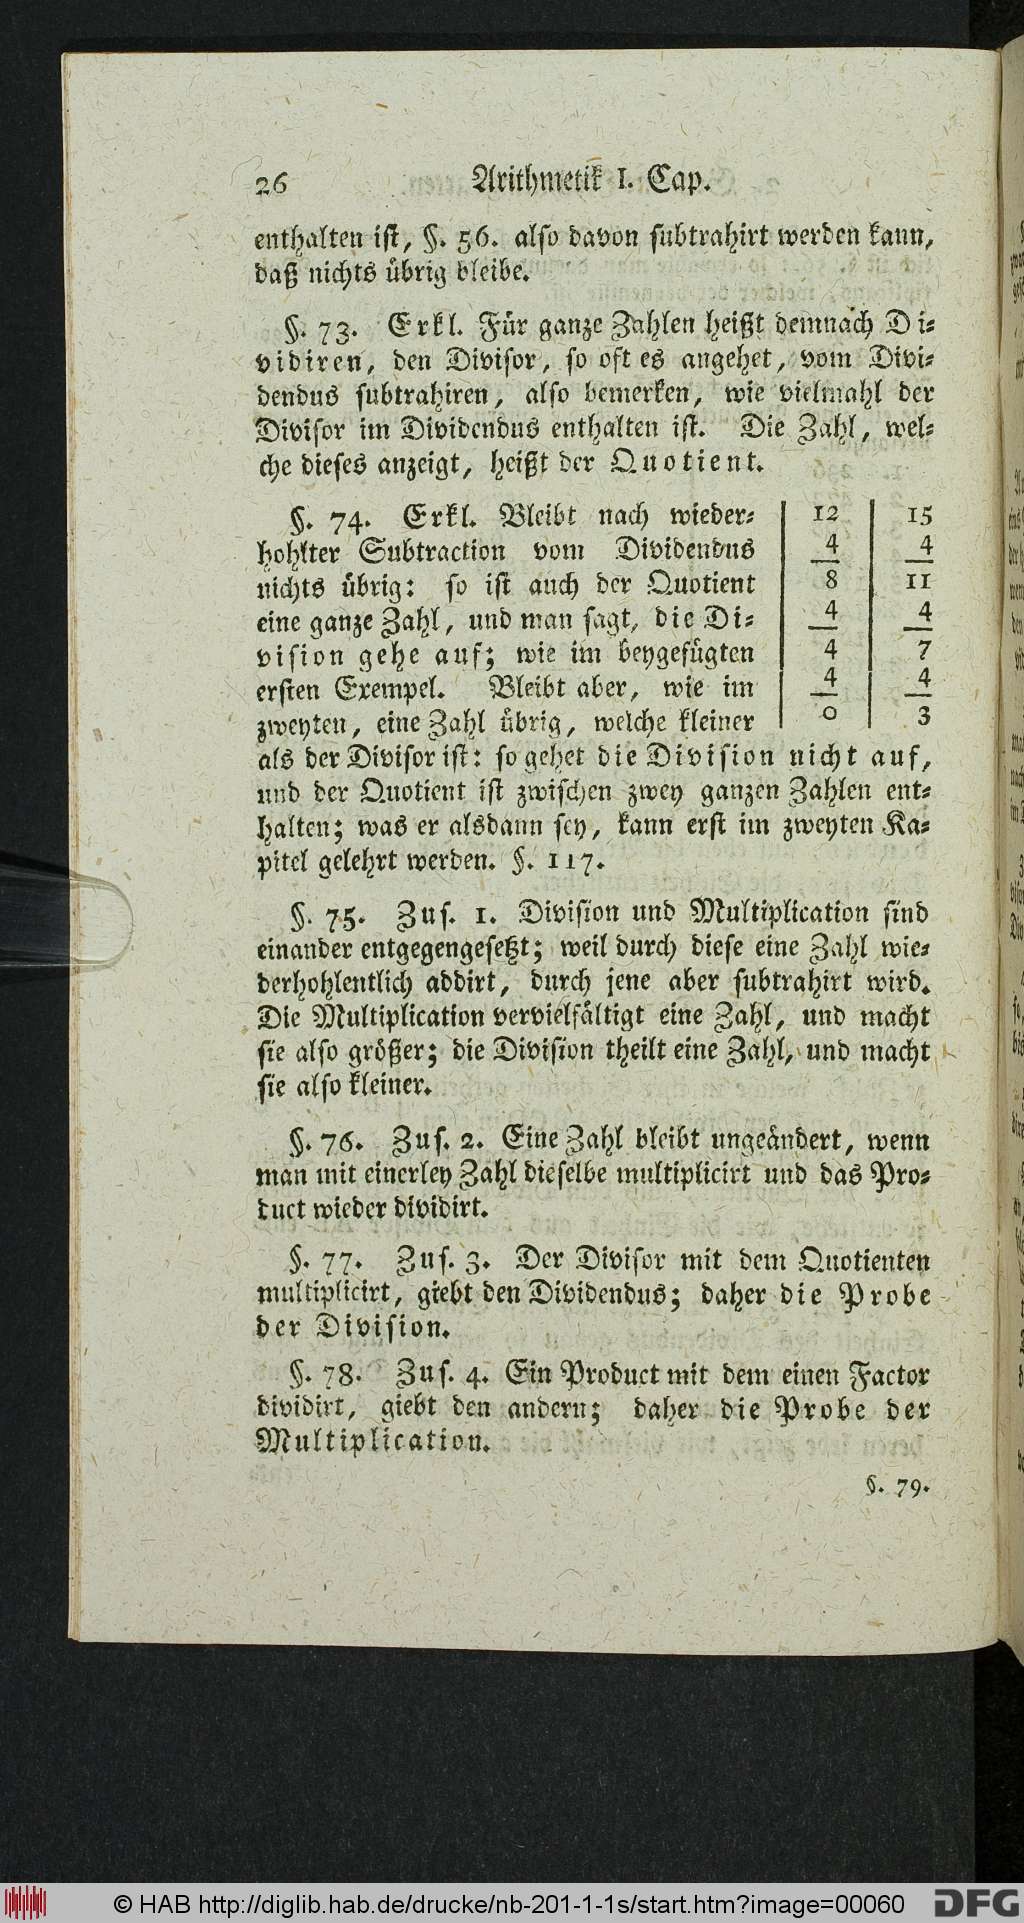 26 Arithmetik I. Cap.
enthalten ist, §. 56. also davon subtrahirt werden kann,
daß nichts übrig bleibe.
§. 73. Erkl. Für ganze Zahlen heißt demnach Di-
vidiren, den Divisor, so oft es angehet, vom Divi-
dendus subtrahiren, also bemerken, wie vielmahl der
Divisor im Dividendus enthalten ist. Die Zahl, wel-
che dieses anzeigt, heißt der Quotient.
§. 74. Erkl. Bleibt nach wieder-
hohlter Subtraction vom Dividendus
nichts übrig: so ist auch der Quotient
eine ganze Zahl, und man sagt, die Di-
vision gehe auf; wie im beygefügten
ersten Exempel. Bleibt aber, wie im
zweyten, eine Zahl übrig, welche kleiner
12 15
4 4
8 11
4 4
4 7
4 4
0 3
als der Divisor ist: so gehet die Division nicht auf,
und der Quotient ist zwischen zwey ganzen Zahlen ent-
halten; was er alsdann sey, kann erst im zweyten Ka-
pitel gelehrt werden. §. 117.
§. 75. Zus. 1. Division und Multiplication sind
einander entgegengesetzt; weil durch diese eine Zahl wie-
derhohlentlich addirt, durch jene aber subtrahirt wird.
Die Multiplication vervielfältigt eine Zahl, und macht
sie also größer; die Division theilt eine Zahl, und macht
sie also kleiner.
§. 76. Zus. 2. Eine Zahl bleibt ungeändert, wenn
man mit einerley Zahl dieselbe multiplicirt und das Pro-
duct wieder dividirt.
§. 77. Zus. 3. Der Divisor mit dem Quotienten
multiplicirt, giebt den Dividendus; daher die Probe
der Division.
§. 78. Zus. 4. Ein Product mit dem einen Factor
dividirt, giebt den andern; daher die Probe der
Multiplication.
§. 79.
© HAB http://diglib.hab.de/drucke/nb-201-1-1s/start.htm?image=00060
DFG